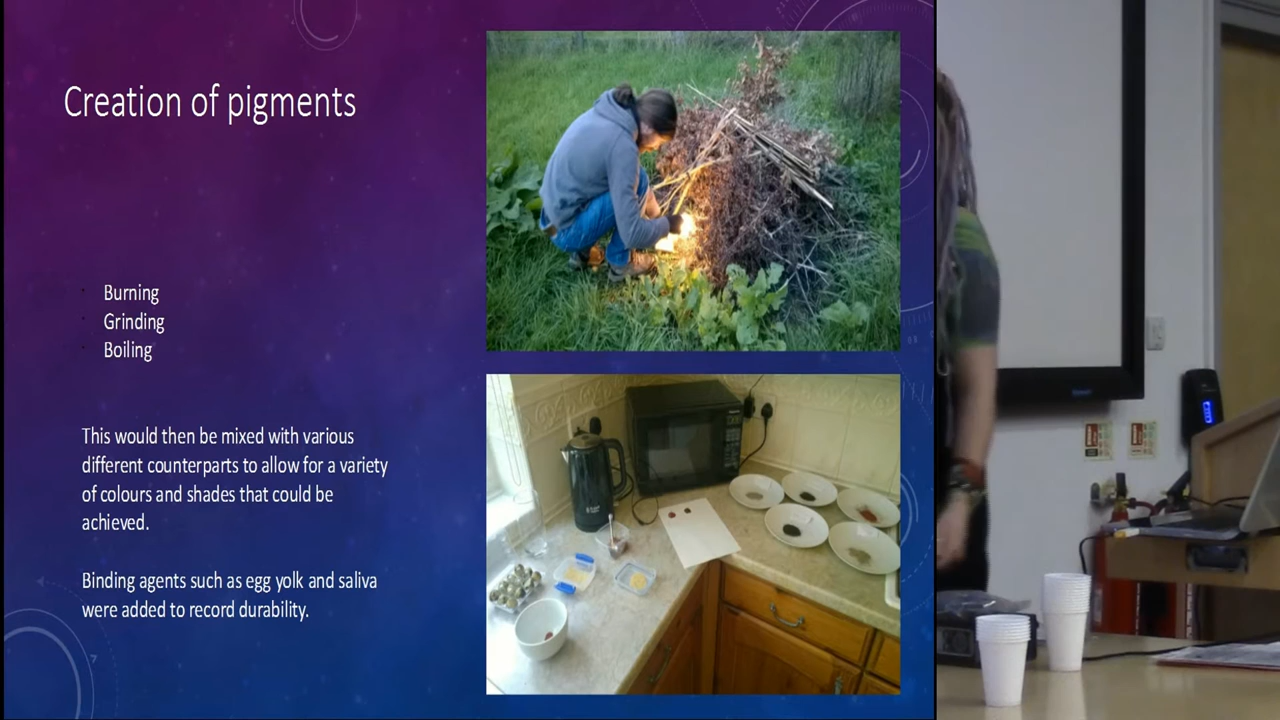 Creation of pigments
Burning
Grinding
Boiling
This would then be mixed with various
different counterparts to allow for a variety
of colours and shades that could be
achieved.
Binding agents such as egg yolk and saliva
were added to record durability.